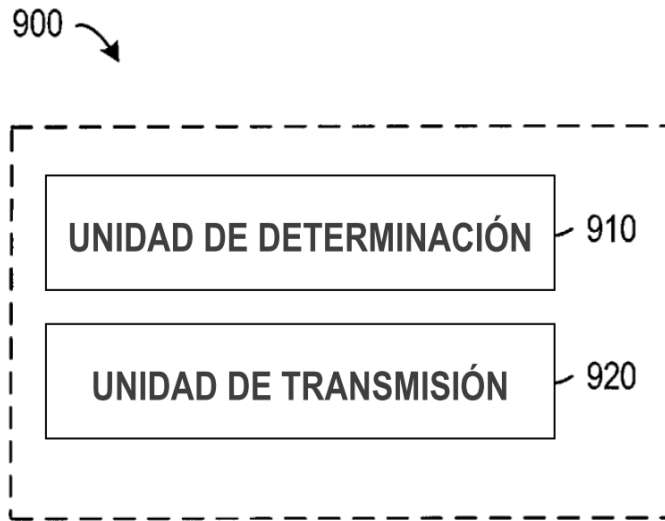 900
UNIDAD DE DETERMINACIÓN
910
UNIDAD DE TRANSMISIÓN
920